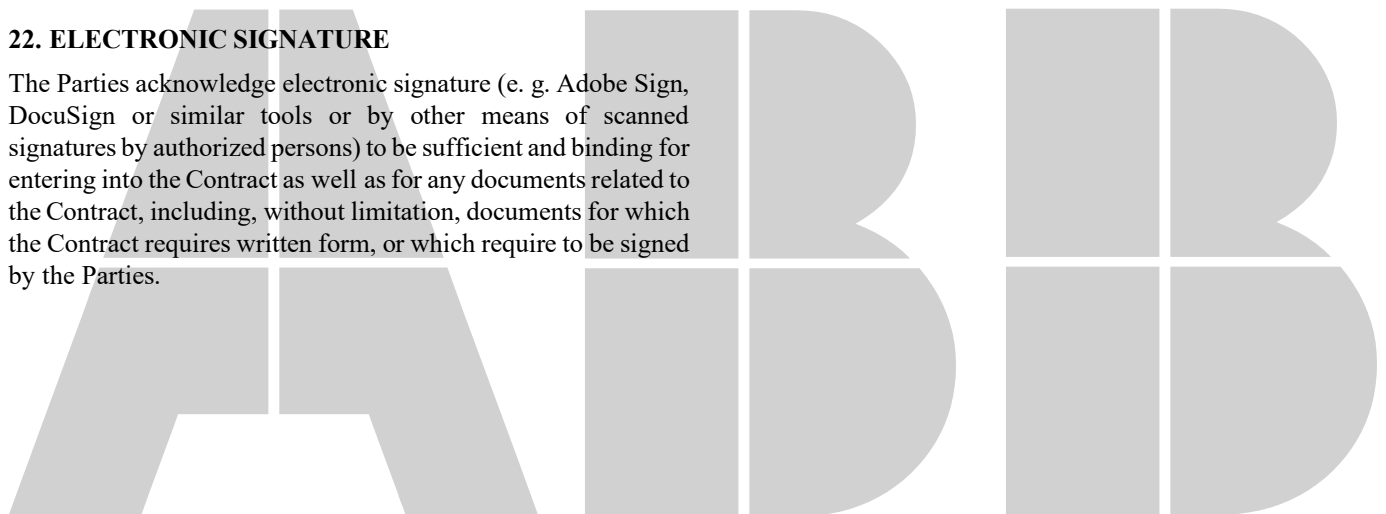 22. ELECTRONIC SIGNATURE
The Parties acknowledge electronic signature (e. g. Adobe Sign,
DocuSign or similar tools or by other means of scanned
signatures by authorized persons) to be sufficient and binding for
entering into the Contract as well as for any documents related to
the Contract, including, without limitation, documents for which
the Contract requires written form, or which require to be signed
by the Parties.
ABB